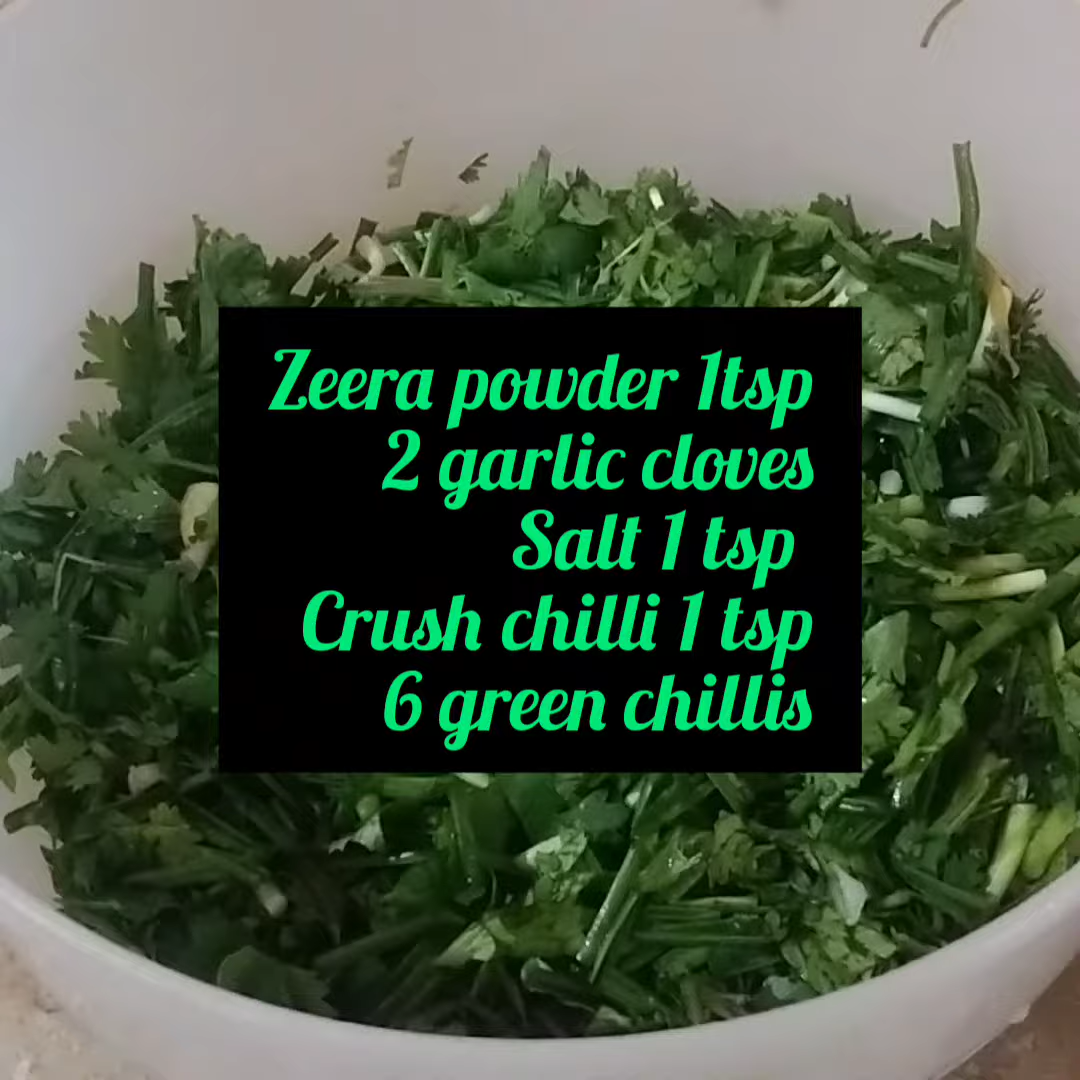 Zeera powder 1tsp
2 garlic cloves
Salt 1 tsp
Crush chilli 1 tsp
6 green chillis